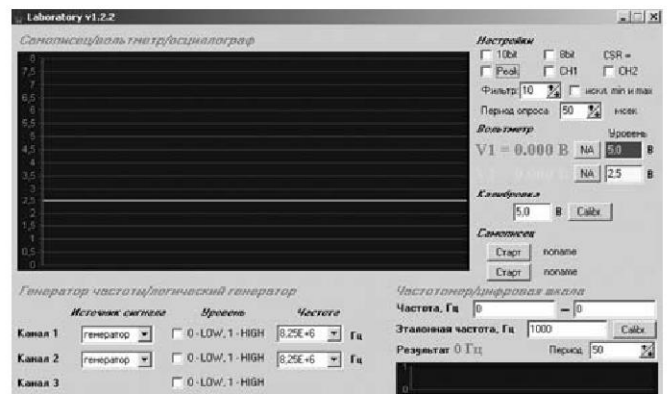 Laboratory v1.2.2
Самописец/вольтметр/осциалограф
8
7,5
7
6,5
6
5,5
5
4,5
4
3,5
3
2,5
2
1,5
1
0,5
0
Настройки
10bit 8bit CSR =
Peak CH1 CH2
Фильтр 10 искл. min и max
Период опроса 50 мсек.
Вольтметр Уровень
V1 = 0.000 В NA 5.0 В
NA 2.5 В
Калибровка
5,0 В Calibr.
Самописец
Старт noname
Старт noname
Генератор частоты/логический генератор
Источник сигнала Уровень Частота
Канал 1 генератор 0 - LOW, 1 - HIGH 8,25E+6 Гц
Канал 2 генератор 0 - LOW, 1 - HIGH 8,25E+6 Гц
Канал 3 0 - LOW, 1 - HIGH
Частотомер/цифровая шкала
Частота, Гц 0 – 0
Эталонная частота, Гц 1000 Calibr.
Результат 0 Гц Период 50
1
0